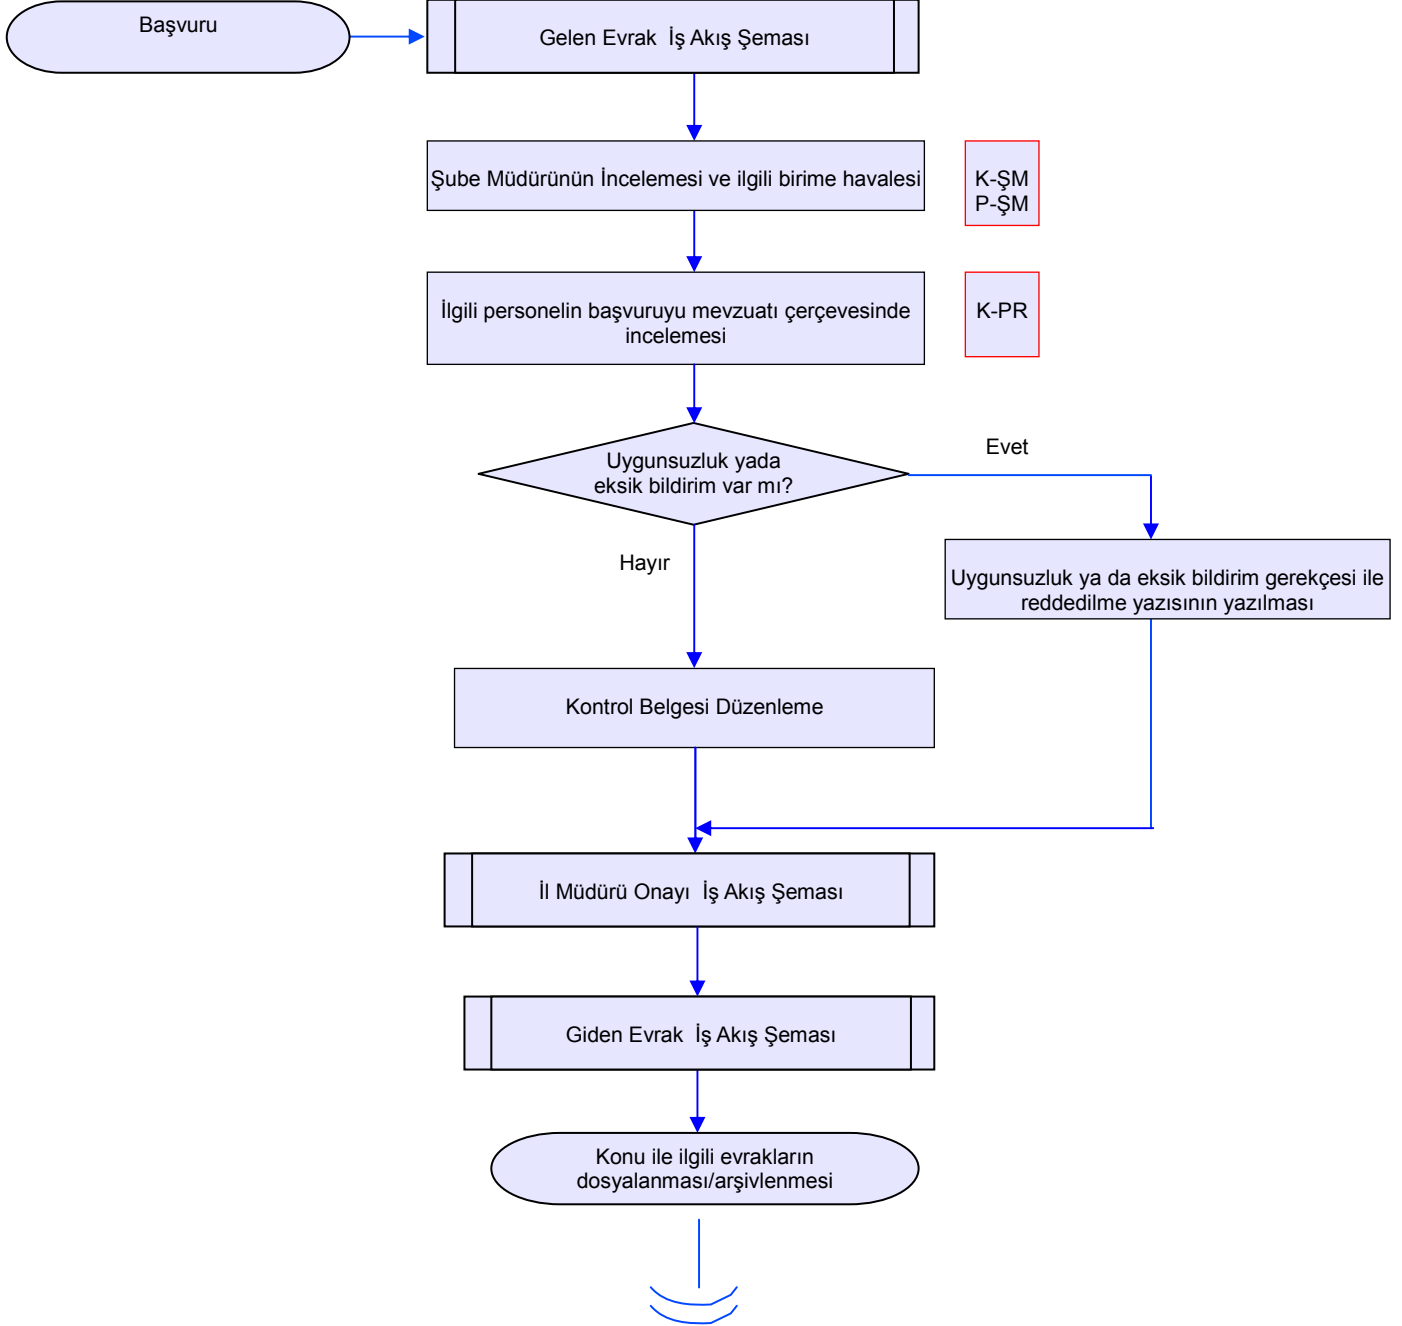 Başvuru
Gelen Evrak  İş Akış Şeması
Şube Müdürünün İncelemesi ve ilgili birime havalesi
K-ŞM
P-ŞM
İlgili personelin başvuruyu mevzuatı çerçevesinde
incelemesi
K-PR
Uygunsuzluk yada
eksik bildirim var mı?
Evet
Hayır
Uygunsuzluk ya da eksik bildirim gerekçesi ile
reddedilme yazısının yazılması
Kontrol Belgesi Düzenleme
İl Müdürü Onayı  İş Akış Şeması
Giden Evrak  İş Akış Şeması
Konu ile ilgili evrakların
dosyalanması/arşivlenmesi